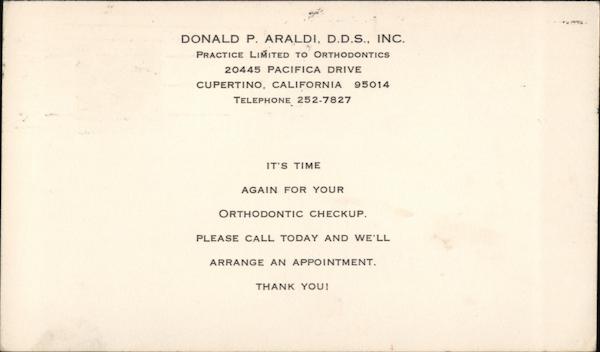 DONALD P. ARALDI, D.D.S., INC.
PRACTICE LIMITED TO ORTHODONTICS
20445 PACIFICA DRIVE
CUPERTINO, CALIFORNIA 95014
TELEPHONE 252-7827
IT'S TIME
AGAIN FOR YOUR
ORTHODONTIC CHECKUP.
PLEASE CALL TODAY AND WE'LL
ARRANGE AN APPOINTMENT.
THANK YOU!